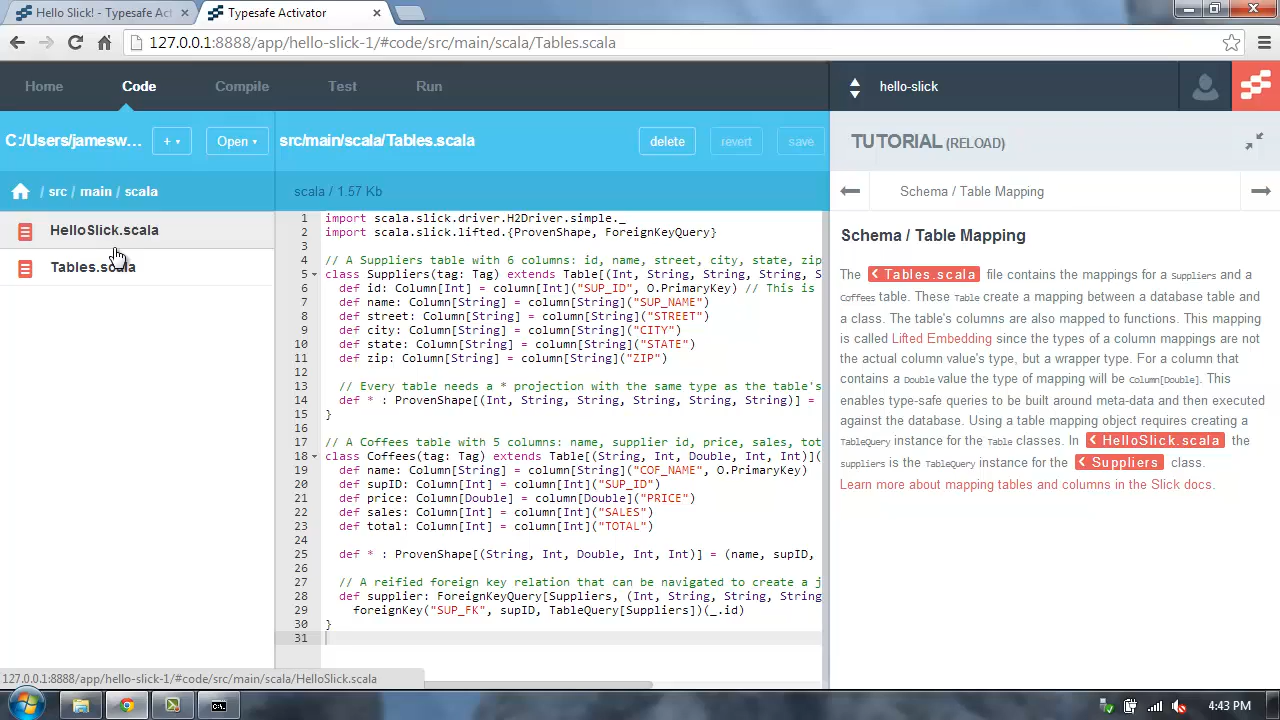 Hello Slick! - Typesafe Acti
Typesafe Activator
127.0.0.1:8888/app/hello-slick-1/#code/src/main/scala/Tables.scala
Home
Code
Compile
Test
Run
hello-slick
C:/Users/jamesw...
+
Open
src/main/scala/Tables.scala
delete
revert
save
TUTORIAL (RELOAD)
/ src / main / scala
scala / 1.57 Kb
Schema / Table Mapping
HelloSlick.scala
Tables.scala
1 import scala.slick.driver.H2Driver.simple._
2 import scala.slick.lifted.{ProvenShape, ForeignKeyQuery}
3
4 // A Suppliers table with 6 columns: id, name, street, city, state, zip
5 class Suppliers(tag: Tag) extends Table[(Int, String, String, String, S
6 def id: Column[Int] = column[Int]("SUP_ID", O.PrimaryKey) // This is
7 def name: Column[String] = column[String]("SUP_NAME")
8 def street: Column[String] = column[String]("STREET")
9 def city: Column[String] = column[String]("CITY")
10 def state: Column[String] = column[String]("STATE")
11 def zip: Column[String] = column[String]("ZIP")
12
13 // Every table needs a * projection with the same type as the table's
14 def * : ProvenShape[(Int, String, String, String, String, String)] =
15 }
16
17 // A Coffees table with 5 columns: name, supplier id, price, sales, tot
18 class Coffees(tag: Tag) extends Table[(String, Int, Double, Int, Int)](
19 def name: Column[String] = column[String]("COF_NAME", O.PrimaryKey)
20 def supID: Column[Int] = column[Int]("SUP_ID")
21 def price: Column[Double] = column[Double]("PRICE")
22 def sales: Column[Int] = column[Int]("SALES")
23 def total: Column[Int] = column[Int]("TOTAL")
24
25 def * : ProvenShape[(String, Int, Double, Int, Int)] = (name, supID,
26
27 // A reified foreign key relation that can be navigated to create a j
28 def supplier: ForeignKeyQuery[Suppliers, (Int, String, String, String
29 foreignKey("SUP_FK", supID, TableQuery[Suppliers])(_.id)
30 }
31
Schema / Table Mapping
The Tables.scala file contains the mappings for a Suppliers and a
Coffees table. These Table create a mapping between a database table and
a class. The table's columns are also mapped to functions. This mapping
is called Lifted Embedding since the types of a column mappings are not
the actual column value's type, but a wrapper type. For a column that
contains a Double value the type of mapping will be Column[Double]. This
enables type-safe queries to be built around meta-data and then executed
against the database. Using a table mapping object requires creating a
TableQuery instance for the Table classes. In HelloSlick.scala the
suppliers is the TableQuery instance for the Suppliers class.
Learn more about mapping tables and columns in the Slick docs.
127.0.0.1:8888/app/hello-slick-1/#code/src/main/scala/HelloSlick.scala
4:43 PM